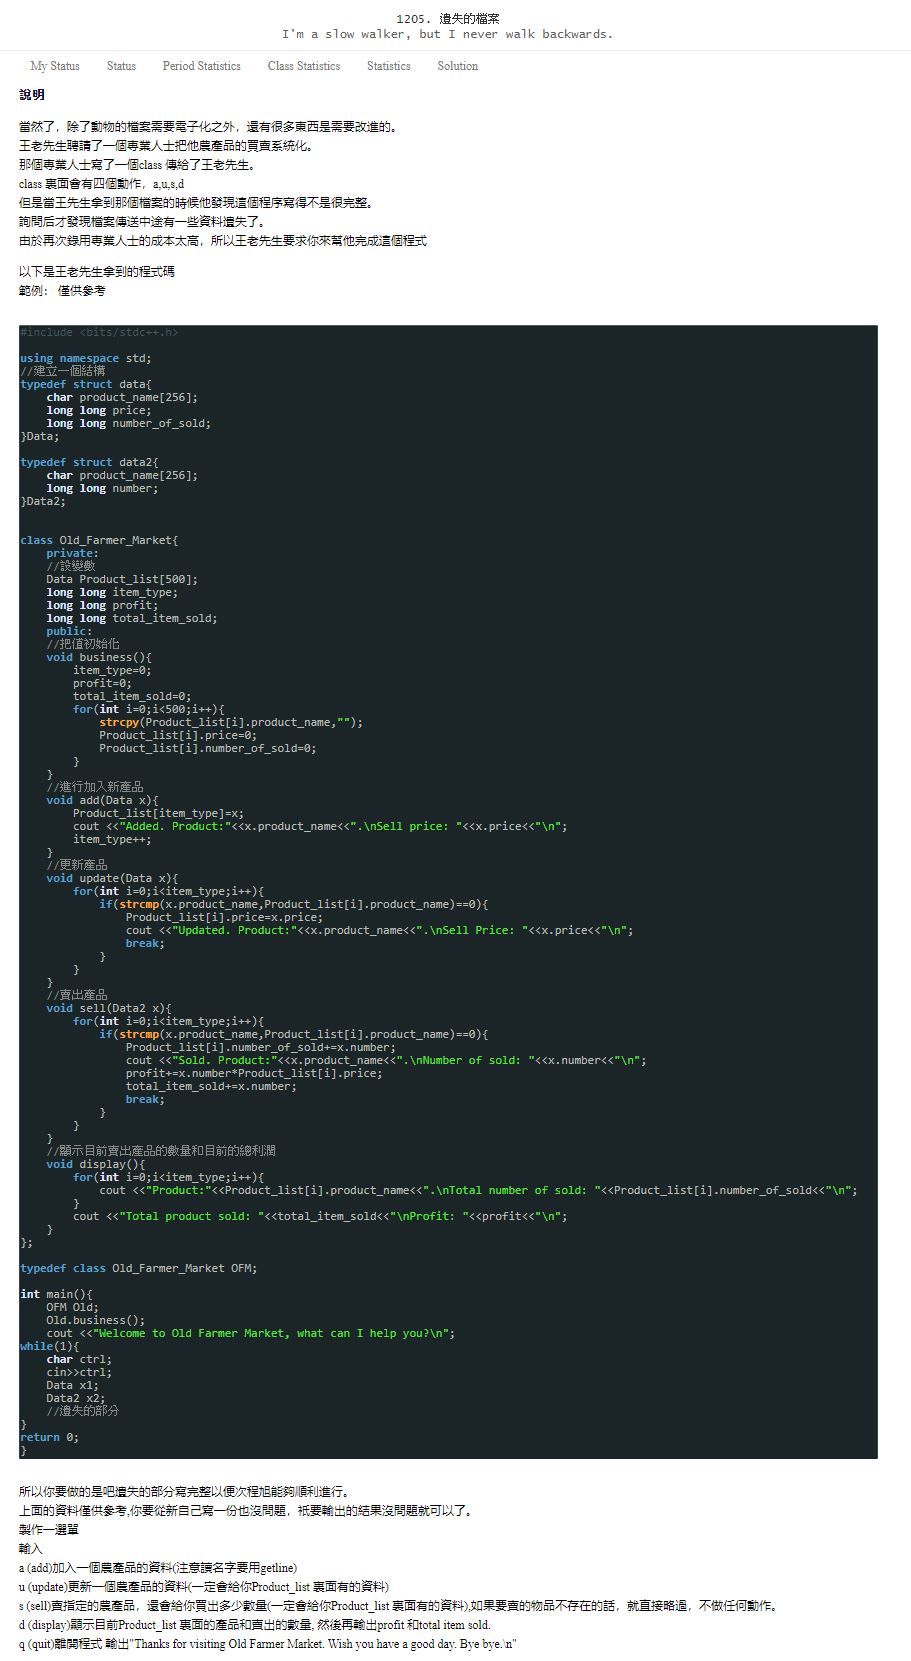 1205. 遺失的檔案
I'm a slow walker, but I never walk backwards.
My Status Status Period Statistics Class Statistics Statistics Solution
說明
當然了，除了動物的檔案需要電子化之外，還有很多東西是需要改進的。
王老先生聘請了一個專業人士把他農產品的買賣系統化。
那個專業人士寫了一個class 傳給了王老先生。
class 裏面會有四個動作，a,u,s,d
但是當王先生拿到那個檔案的時候他發現這個程序寫得不是很完整。
詢問后才發現檔案傳送中途有一些資料遺失了。
由於再次錄用專業人士的成本太高，所以王老先生要求你來幫他完成這個程式
以下是王老先生拿到的程式碼
範例： 僅供參考
#include <bits/stdc++.h>
using namespace std;
//建立一個結構
typedef struct data{
    char product_name[256];
    long long price;
    long long number_of_sold;
}Data;
typedef struct data2{
    char product_name[256];
    long long number;
}Data2;
class Old_Farmer_Market{
    private:
    //設變數
    Data Product_list[500];
    long long item_type;
    long long profit;
    long long total_item_sold;
    public:
    //把值初始化
    void business(){
        item_type=0;
        profit=0;
        total_item_sold=0;
        for(int i=0;i<500;i++){
            strcpy(Product_list[i].product_name,"");
            Product_list[i].price=0;
            Product_list[i].number_of_sold=0;
        }
    }
    //進行加入新產品
    void add(Data x){
        Product_list[item_type]=x;
        cout <<"Added. Product:"<<x.product_name<<".\nSell price: "<<x.price<<"\n";
        item_type++;
    }
    //更新產品
    void update(Data x){
        for(int i=0;i<item_type;i++){
            if(strcmp(x.product_name,Product_list[i].product_name)==0){
                Product_list[i].price=x.price;
                cout <<"Updated. Product:"<<x.product_name<<".\nSell Price: "<<x.price<<"\n";
                break;
            }
        }
    }
    //賣出產品
    void sell(Data2 x){
        for(int i=0;i<item_type;i++){
            if(strcmp(x.product_name,Product_list[i].product_name)==0){
                Product_list[i].number_of_sold+=x.number;
                cout <<"Sold. Product:"<<x.product_name<<".\nNumber of sold: "<<x.number<<"\n";
                profit+=x.number*Product_list[i].price;
                total_item_sold+=x.number;
                break;
            }
        }
    }
    //顯示目前賣出產品的數量和目前的總利潤
    void display(){
        for(int i=0;i<item_type;i++){
            cout <<"Product:"<<Product_list[i].product_name<<".\nTotal number of sold: "<<Product_list[i].number_of_sold<<"\n";
        }
        cout <<"Total product sold: "<<total_item_sold<<"\nProfit: "<<profit<<"\n";
    }
};
typedef class Old_Farmer_Market OFM;
int main(){
    OFM Old;
    Old.business();
    cout <<"Welcome to Old Farmer Market, what can I help you?\n";
while(1){
    char ctrl;
    cin>>ctrl;
    Data x1;
    Data2 x2;
    //遺失的部分
}
return 0;
}
所以你要做的是吧遺失的部分寫完整以便次程旭能夠順利進行。
上面的資料僅供參考,你要從新自己寫一份也沒問題，祇要輸出的結果沒問題就可以了。
製作一選單
輸入
a (add)加入一個農產品的資料(注意讀名字要用getline)
u (update)更新一個農產品的資料(一定會給你Product_list 裏面有的資料)
s (sell)賣指定的農產品，還會給你買出多少數量(一定會給你Product_list 裏面有的資料),如果要賣的物品不存在的話，就直接略過，不做任何動作。
d (display)顯示目前Product_list 裏面的產品和賣出的數量, 然後再輸出profit 和total item sold.
q (quit)離開程式 輸出"Thanks for visiting Old Farmer Market. Wish you have a good day. Bye bye.\n"